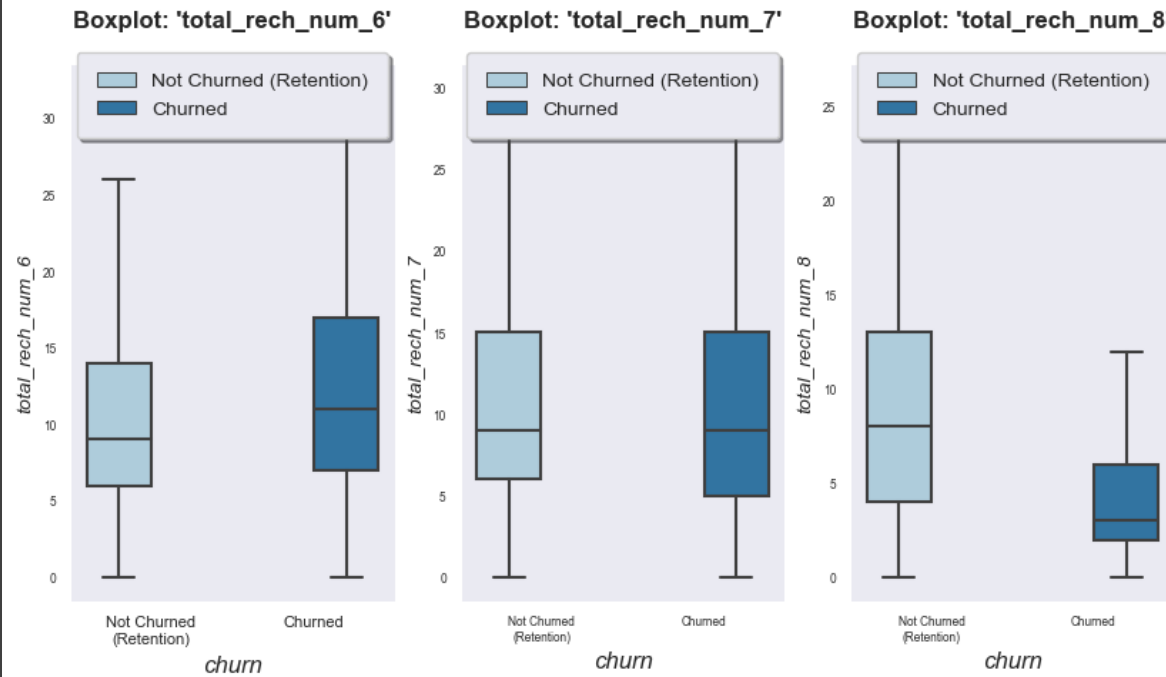 Boxplot: 'total_rech_num_6'
Not Churned (Retention)
Churned
30
25
20
15
10
5
0
total_rech_num_6
Not Churned
(Retention)
Churned
churn
Boxplot: 'total_rech_num_7'
Not Churned (Retention)
Churned
30
25
20
15
10
5
0
total_rech_num_7
Not Churned
(Retention)
Churned
churn
Boxplot: 'total_rech_num_8
Not Churned (Retention)
Churned
25
20
15
10
5
0
total_rech_num_8
Not Churned
(Retention)
Churned
churn